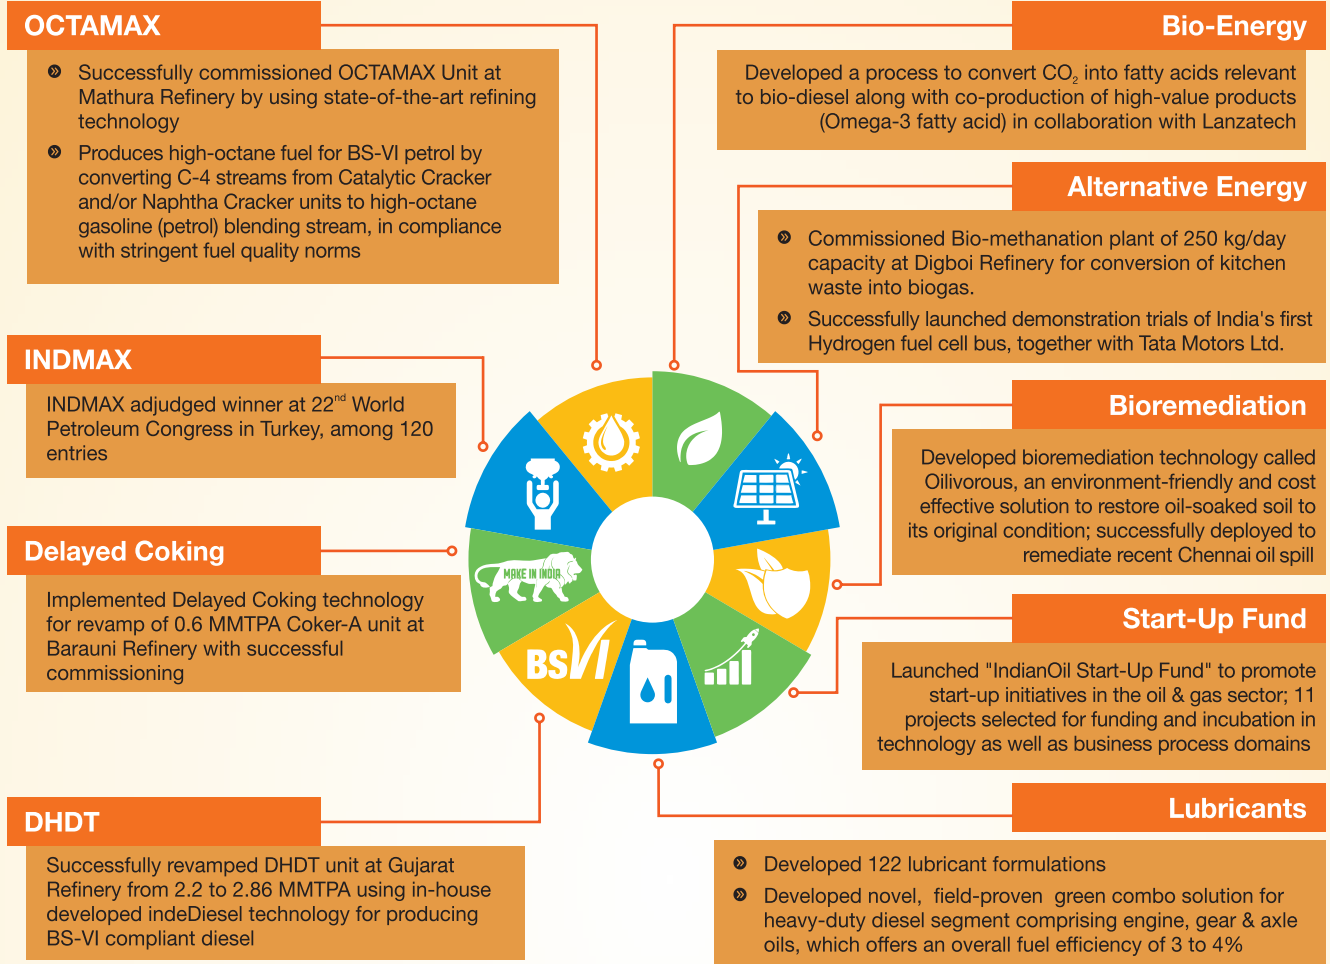 OCTAMAX
Successfully commissioned OCTAMAX Unit at
Mathura Refinery by using state-of-the-art refining
technology
Produces high-octane fuel for BS-VI petrol by
converting C-4 streams from Catalytic Cracker
and/or Naphtha Cracker units to high-octane
gasoline (petrol) blending stream, in compliance
with stringent fuel quality norms
INDMAX
INDMAX adjudged winner at 22nd World
Petroleum Congress in Turkey, among 120
entries
Delayed Coking
Implemented Delayed Coking technology
for revamp of 0.6 MMTPA Coker-A unit at
Barauni Refinery with successful
commissioning
DHDT
Successfully revamped DHDT unit at Gujarat
Refinery from 2.2 to 2.86 MMTPA using in-house
developed indeDiesel technology for producing
BS-VI compliant diesel
MAKE IN INDIA
BSVI
Bio-Energy
Developed a process to convert CO2 into fatty acids relevant
to bio-diesel along with co-production of high-value products
(Omega-3 fatty acid) in collaboration with Lanzatech
Alternative Energy
Commissioned Bio-methanation plant of 250 kg/day
capacity at Digboi Refinery for conversion of kitchen
waste into biogas.
Successfully launched demonstration trials of India's first
Hydrogen fuel cell bus, together with Tata Motors Ltd.
Bioremediation
Developed bioremediation technology called
Oilivorous, an environment-friendly and cost
effective solution to restore oil-soaked soil to
its original condition; successfully deployed to
remediate recent Chennai oil spill
Start-Up Fund
Launched "IndianOil Start-Up Fund" to promote
start-up initiatives in the oil & gas sector; 11
projects selected for funding and incubation in
technology as well as business process domains
Lubricants
Developed 122 lubricant formulations
Developed novel, field-proven green combo solution for
heavy-duty diesel segment comprising engine, gear & axle
oils, which offers an overall fuel efficiency of 3 to 4%